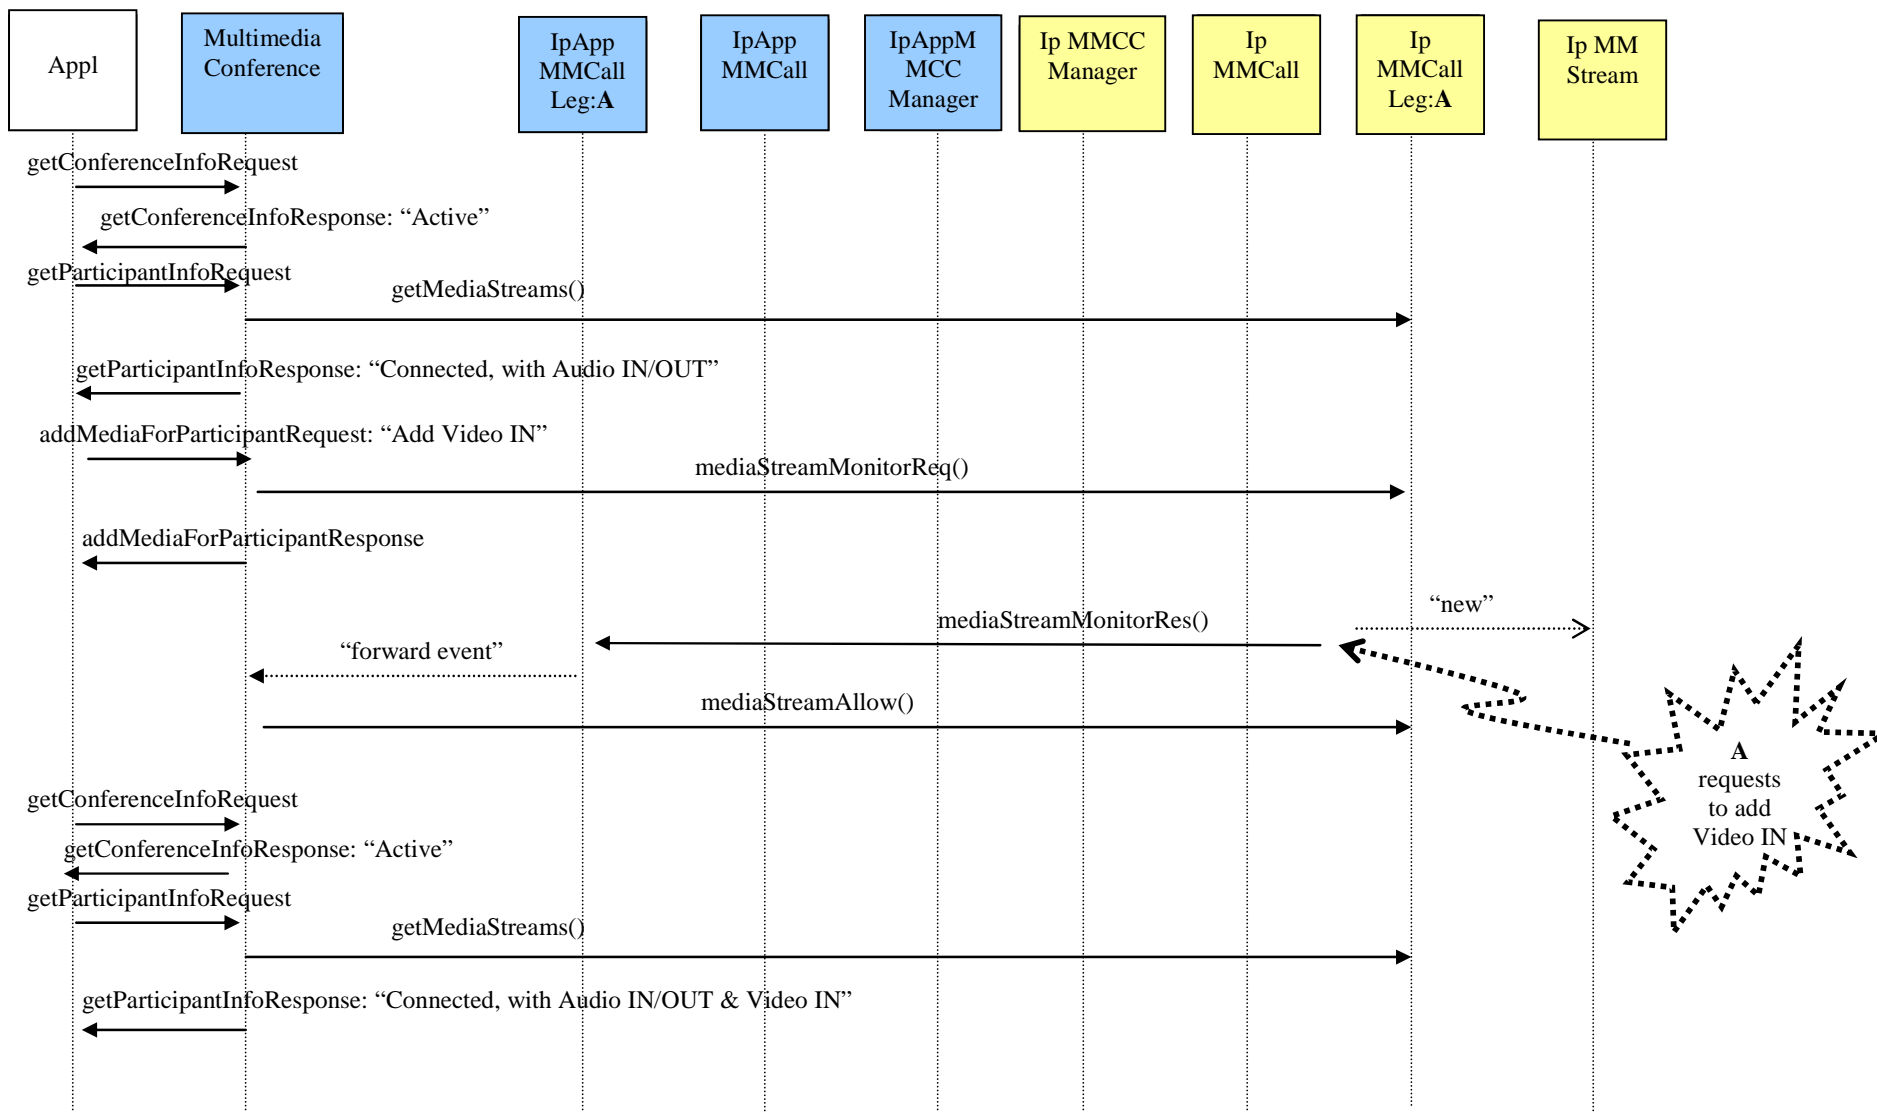 Appl
Multimedia
Conference
IpApp
MMCall
Leg:A
IpApp
MMCall
IpAppM
MCC
Manager
Ip MMCC
Manager
Ip
MMCall
Ip
MMCall
Leg:A
Ip MM
Stream
getConferenceInfoRequest
getConferenceInfoResponse: “Active”
getParticipantInfoRequest
getMediaStreams()
getParticipantInfoResponse: “Connected, with Audio IN/OUT”
addMediaForParticipantRequest: “Add Video IN”
mediaStreamMonitorReq()
addMediaForParticipantResponse
“new”
mediaStreamMonitorRes()
“forward event”
mediaStreamAllow()
A
requests
to add
Video IN
getConferenceInfoRequest
getConferenceInfoResponse: “Active”
getParticipantInfoRequest
getMediaStreams()
getParticipantInfoResponse: “Connected, with Audio IN/OUT & Video IN”